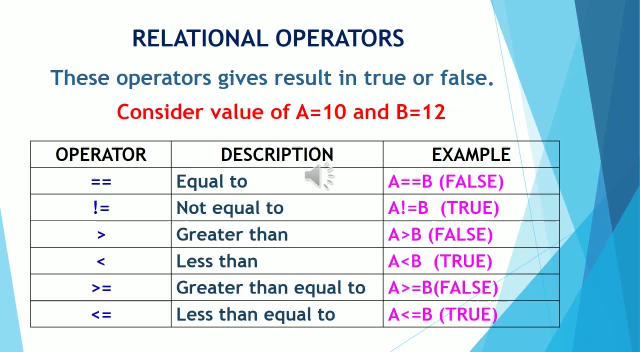 RELATIONAL OPERATORS
These operators gives result in true or false.
Consider value of A=10 and B=12
OPERATOR DESCRIPTION EXAMPLE
== Equal to A==B (FALSE)
!= Not equal to A!=B (TRUE)
> Greater than A>B (FALSE)
< Less than A<B (TRUE)
>= Greater than equal to A>=B(FALSE)
<= Less than equal to A<=B (TRUE)